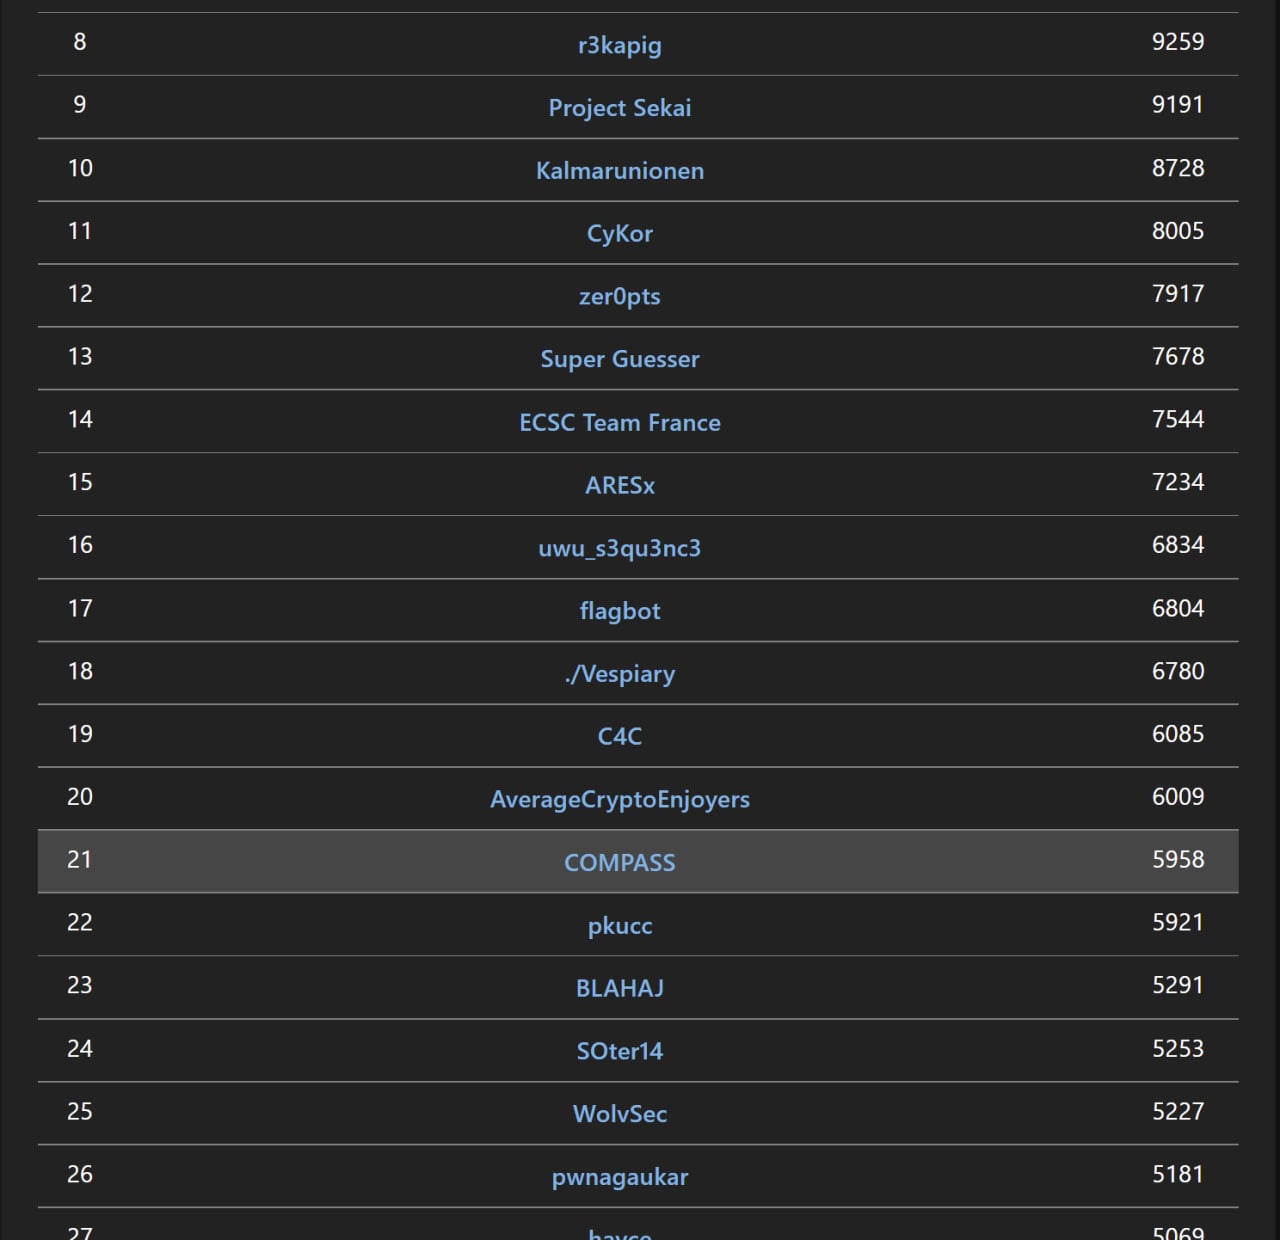 8 r3kapig 9259
9 Project Sekai 9191
10 Kalmarunionen 8728
11 CyKor 8005
12 zer0pts 7917
13 Super Guesser 7678
14 ECSC Team France 7544
15 ARESx 7234
16 uwu_s3qu3nc3 6834
17 flagbot 6804
18 ./Vespiary 6780
19 C4C 6085
20 AverageCryptoEnjoyers 6009
21 COMPASS 5958
22 pkucc 5921
23 BLAHAJ 5291
24 SOter14 5253
25 WolvSec 5227
26 pwnagaukar 5181
27 5069